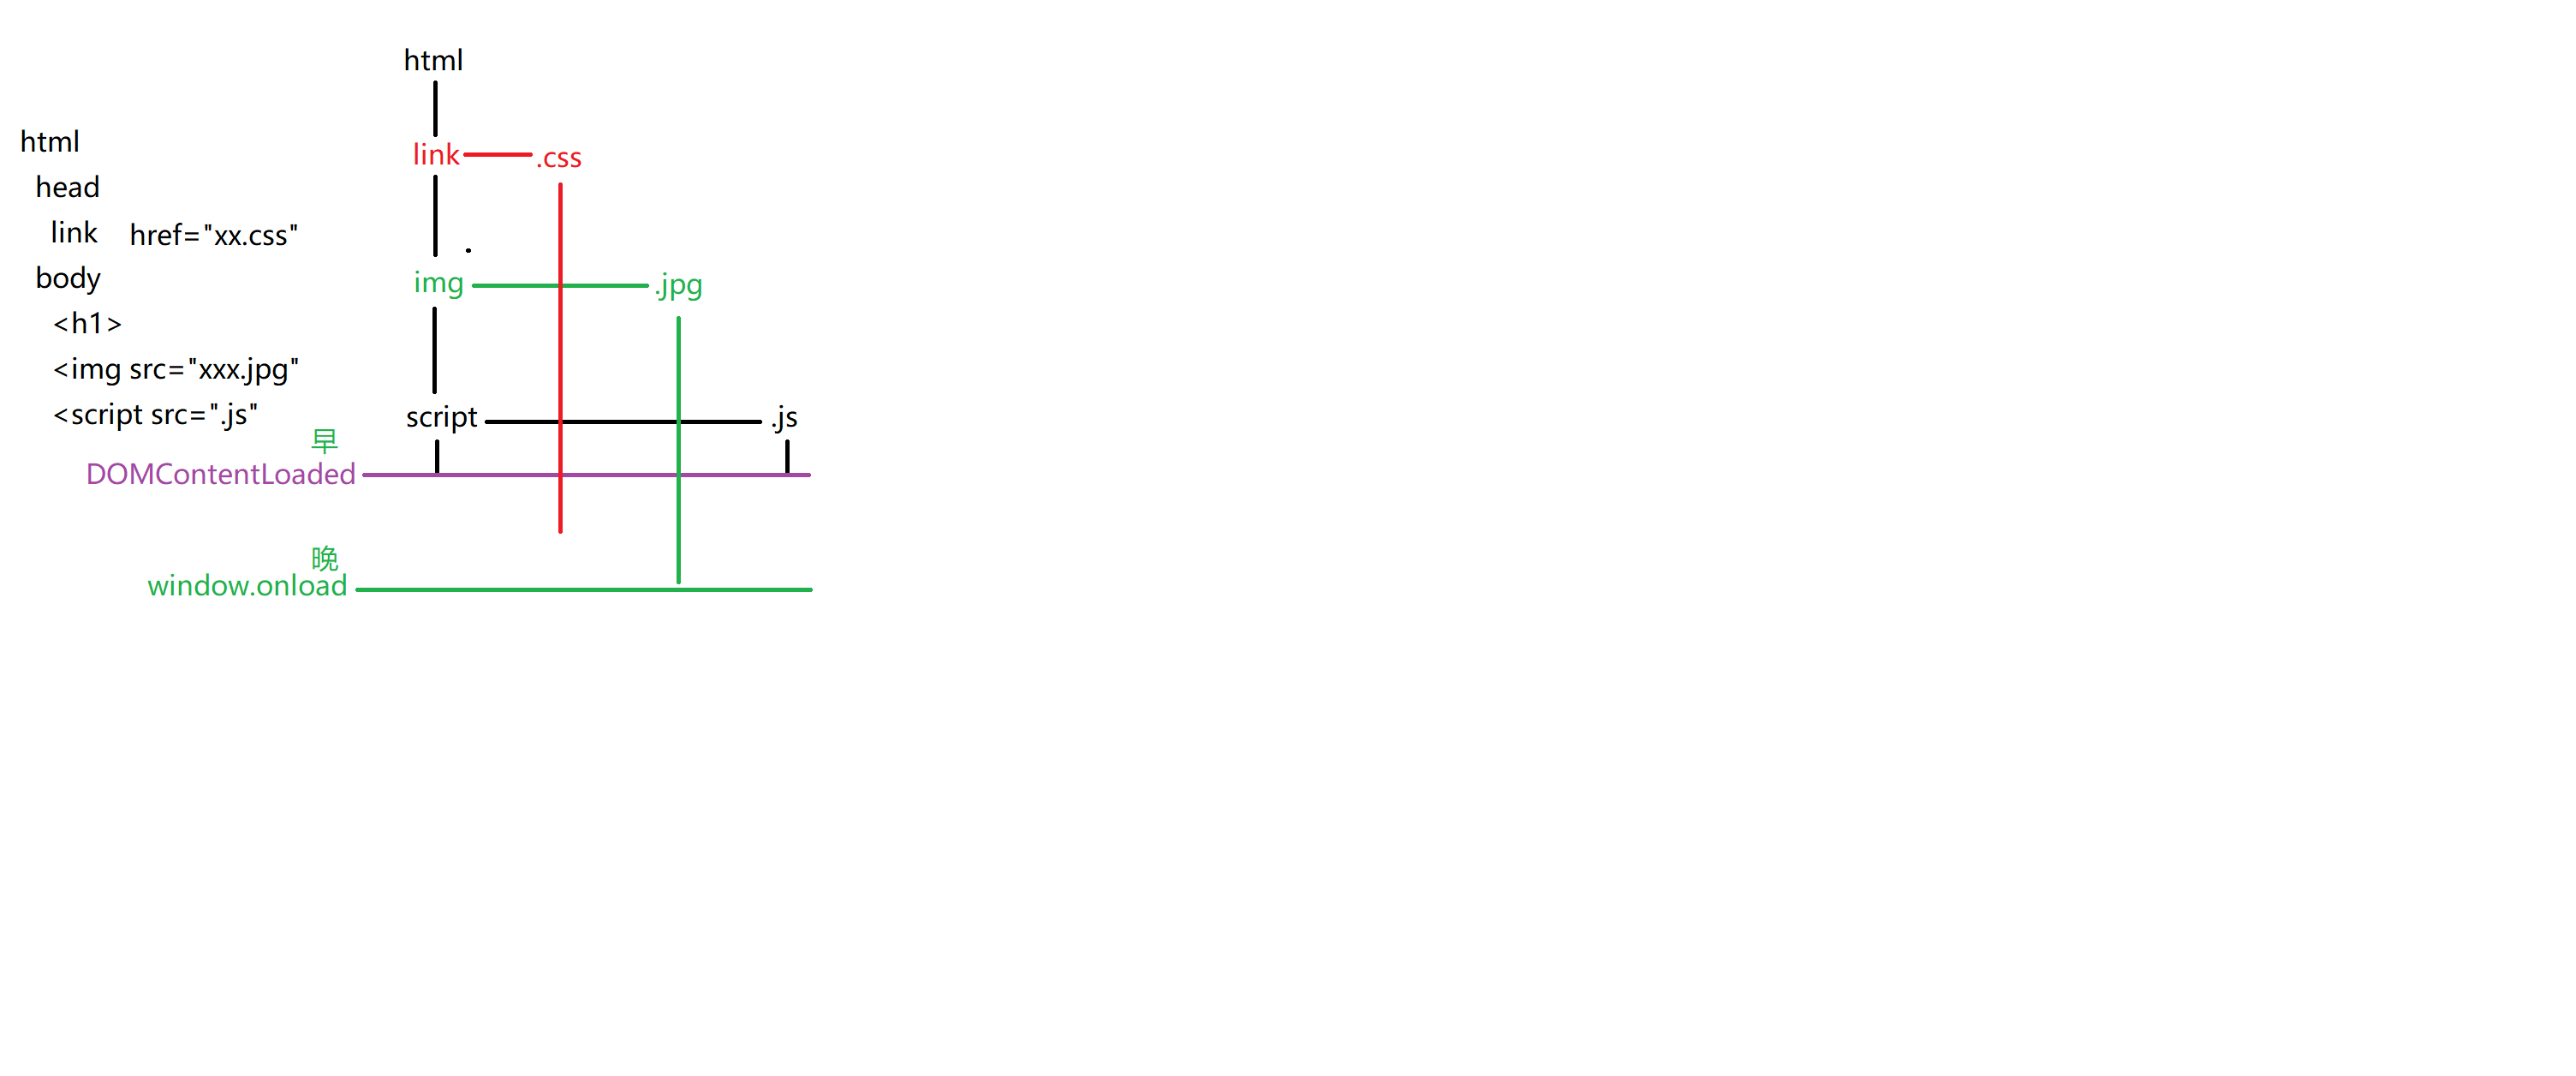 html
head
link href="xx.css"
body
<h1>
<img src="xxx.jpg"
<script src=".js"
早
DOMContentLoaded
晚
window.onload
html
link .css
img .jpg
script .js